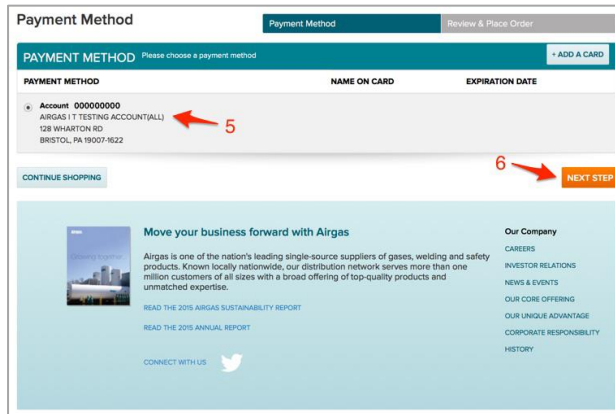 Payment Method
Payment Method
Review & Place Order
PAYMENT METHOD Please choose a payment method
+ ADD A CARD
PAYMENT METHOD NAME ON CARD EXPIRATION DATE
Account 000000000
AIRGAS I T TESTING ACCOUNT(ALL)
128 WHARTON RD
BRISTOL, PA 19007-1622
5
6
CONTINUE SHOPPING
NEXT STEP
Growing together
Move your business forward with Airgas
Airgas is one of the nation's leading single-source suppliers of gases, welding and safety
products. Known locally nationwide, our distribution network serves more than one
million customers of all sizes with a broad offering of top-quality products and
unmatched expertise.
READ THE 2015 AIRGAS SUSTAINABILITY REPORT
READ THE 2015 ANNUAL REPORT
CONNECT WITH US
Our Company
CAREERS
INVESTOR RELATIONS
NEWS & EVENTS
OUR CORE OFFERING
OUR UNIQUE ADVANTAGE
CORPORATE RESPONSIBILITY
HISTORY